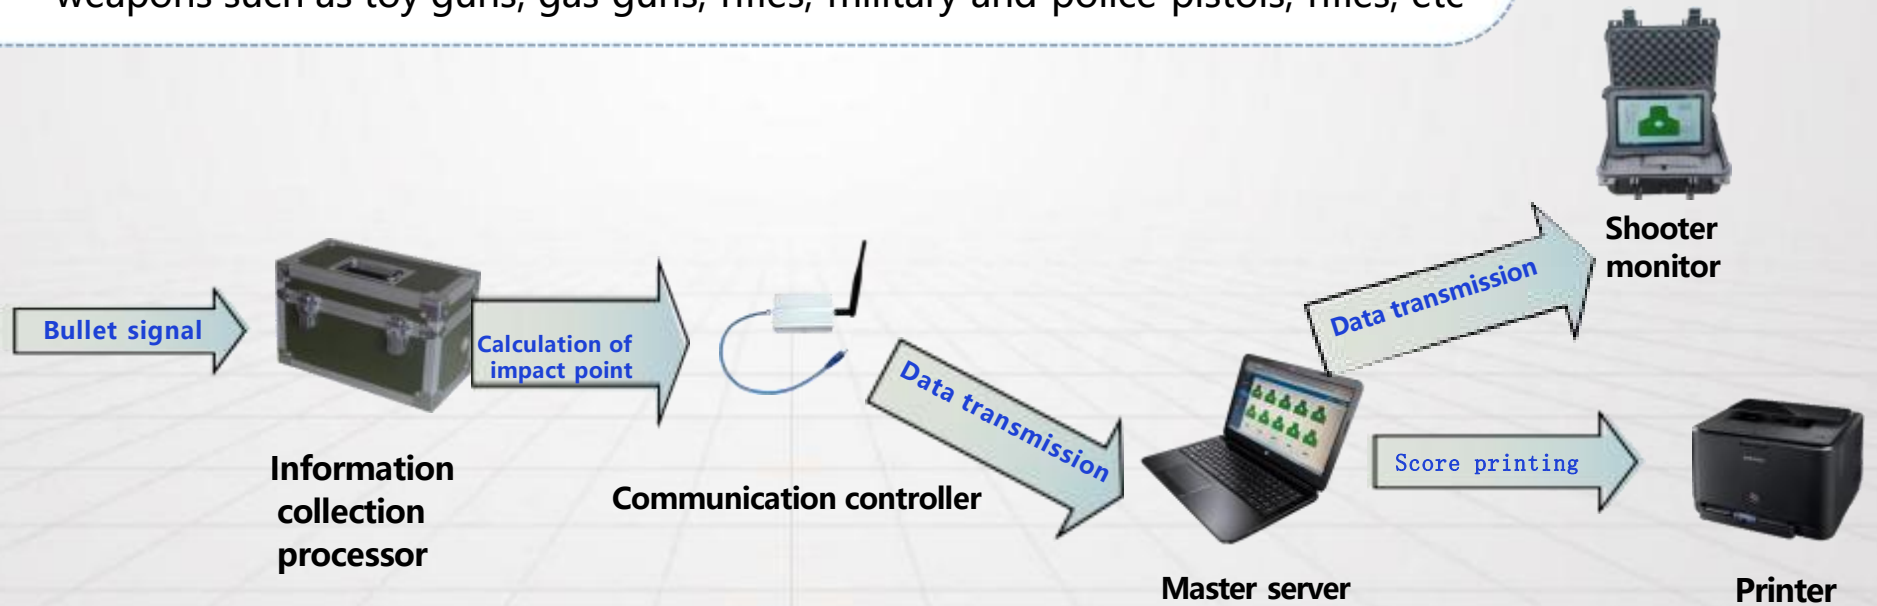 weapons such as toy guns, gas guns, rifles, military and police pistols, rifles, etc
Shooter
monitor
Data transmission
Bullet signal
Calculation of
impact point
Data transmission
Score printing
Information
collection
processor
Communication controller
Master server
Printer